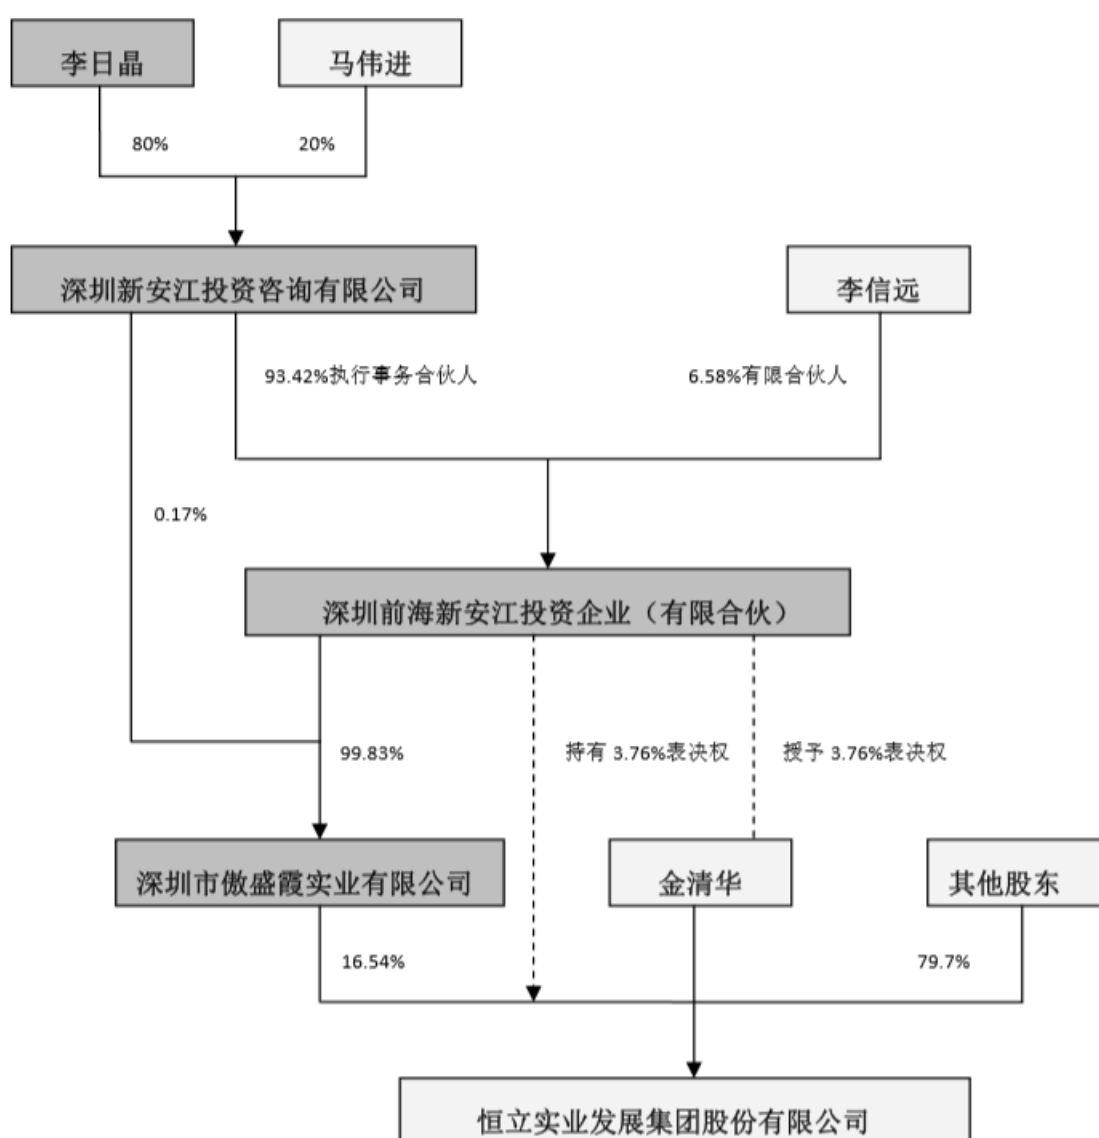 李日晶
马伟进
80%
20%
深圳新安江投资咨询有限公司
李信远
93.42%执行事务合伙人
6.58%有限合伙人
0.17%
深圳前海新安江投资企业（有限合伙）
99.83%
持有 3.76%表决权
授予 3.76%表决权
深圳市傲盛霞实业有限公司
金清华
其他股东
16.54%
79.7%
恒立实业发展集团股份有限公司